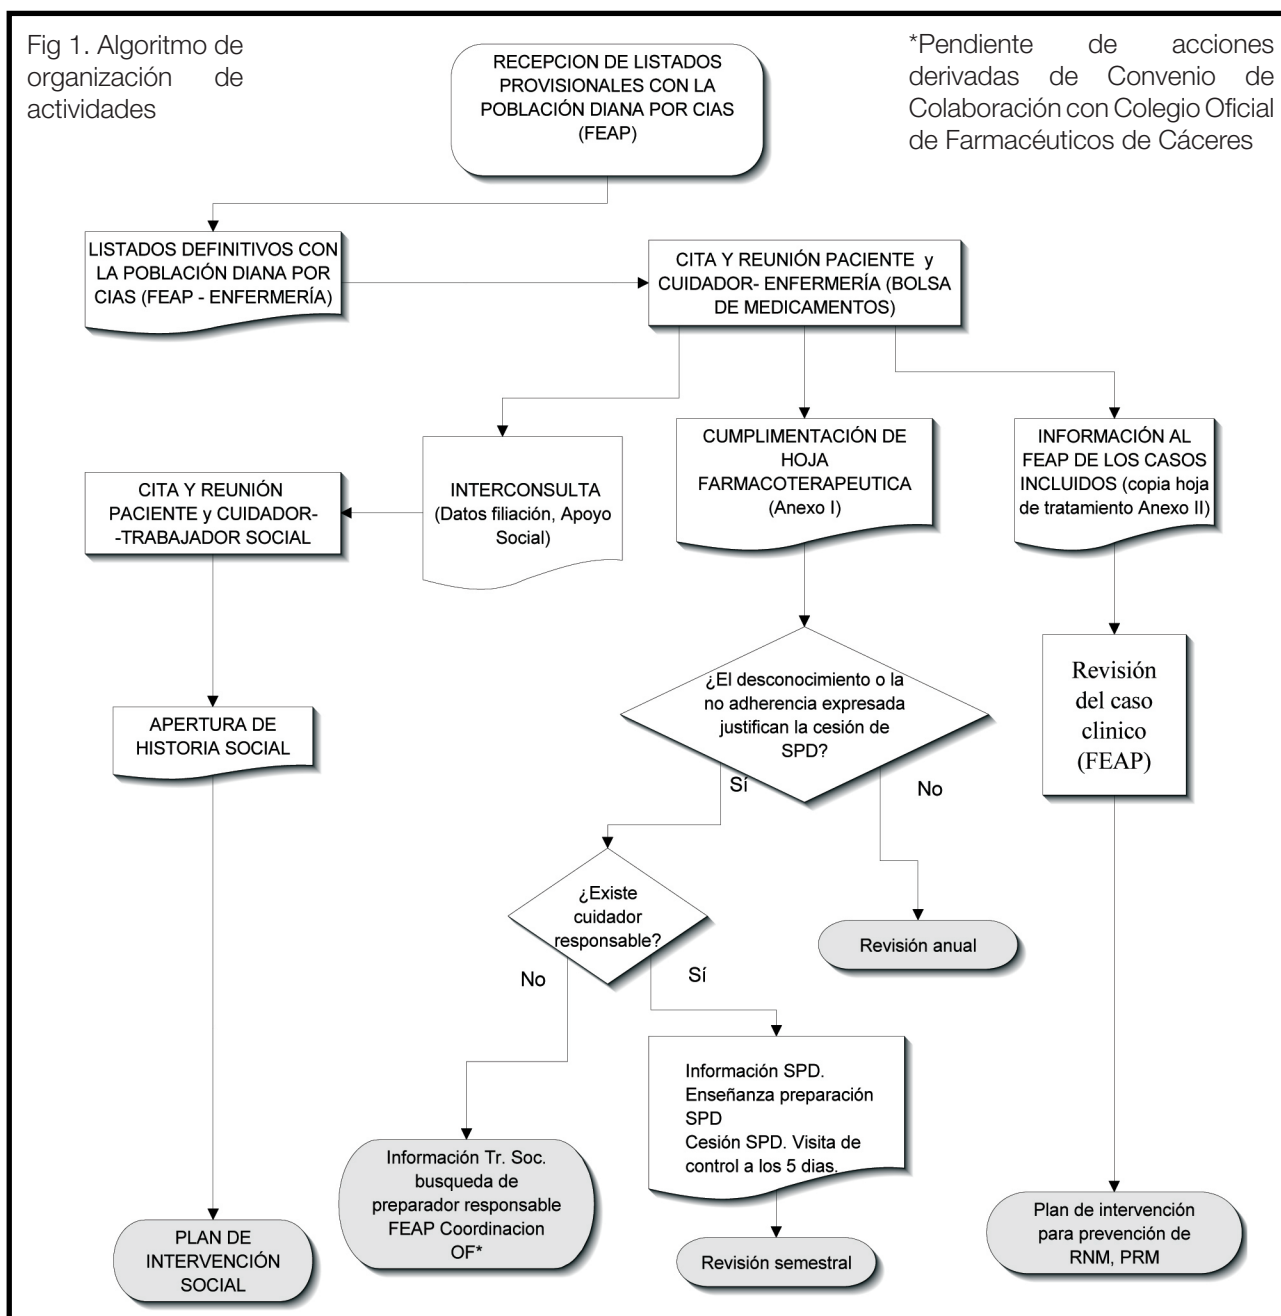 Fig 1. Algoritmo de
organización de
actividades
*Pendiente de acciones
derivadas de Convenio de
Colaboración con Colegio Oficial
de Farmacéuticos de Cáceres
RECEPCION DE LISTADOS
PROVISIONALES CON LA
POBLACIÓN DIANA POR CIAS
(FEAP)
LISTADOS DEFINITIVOS CON
LA POBLACIÓN DIANA POR
CIAS (FEAP - ENFERMERÍA)
CITA Y REUNIÓN PACIENTE y
CUIDADOR- ENFERMERÍA (BOLSA
DE MEDICAMENTOS)
CITA Y REUNIÓN
PACIENTE y CUIDADOR-
-TRABAJADOR SOCIAL
INTERCONSULTA
(Datos filiación, Apoyo
Social)
CUMPLIMENTACIÓN DE
HOJA
FARMACOTERAPEUTICA
(Anexo I)
INFORMACIÓN AL
FEAP DE LOS CASOS
INCLUIDOS (copia hoja
de tratamiento Anexo II)
APERTURA DE
HISTORIA SOCIAL
¿El desconocimiento o la
no adherencia expresada
justifican la cesión de
SPD?
Revisión
del caso
clinico
(FEAP)
Sí
No
¿Existe
cuidador
responsable?
Revisión anual
No
Sí
Información SPD.
Enseñanza preparación
SPD
Cesión SPD. Visita de
control a los 5 dias.
Información Tr. Soc.
busqueda de
preparador responsable
FEAP Coordinacion
OF*
PLAN DE
INTERVENCIÓN
SOCIAL
Revisión semestral
Plan de intervención
para prevención de
RNM, PRM